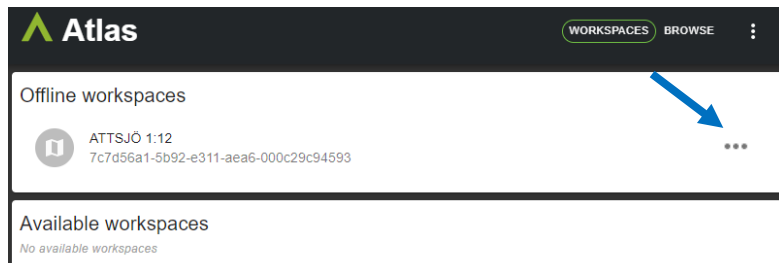 Atlas
WORKSPACES BROWSE
Offline workspaces
ATTSJÖ 1:12
7c7d56a1-5b92-e311-aea6-000c29c94593
Available workspaces
No available workspaces